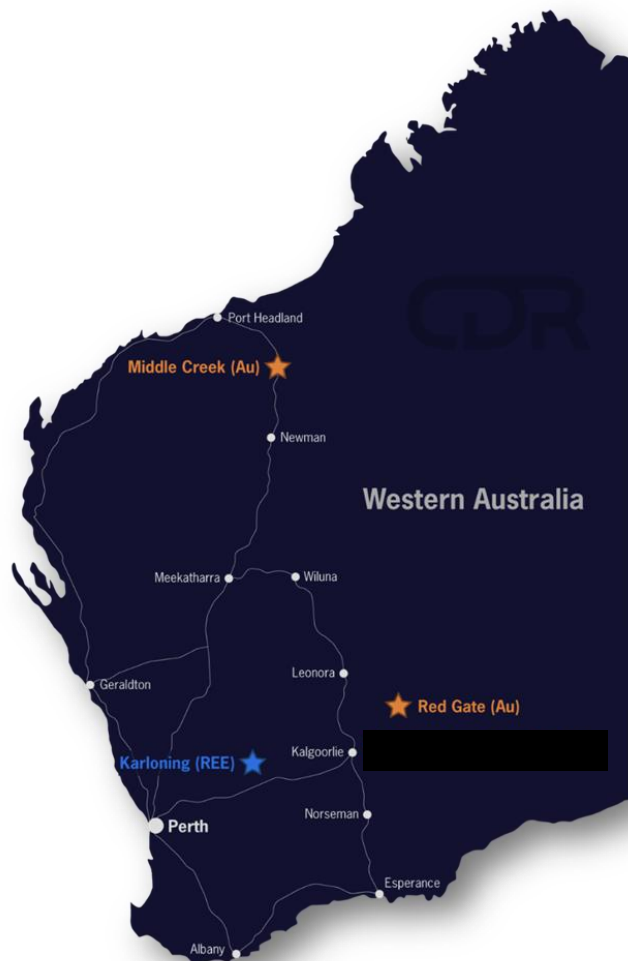 CDR
Port Headland
Middle Creek (Au)
Newman
Western Australia
Meekatharra
Wiluna
Leonora
Geraldton
Red Gate (Au)
Kalgoorlie
Karloning (REE)
Norseman
Perth
Esperance
Albany